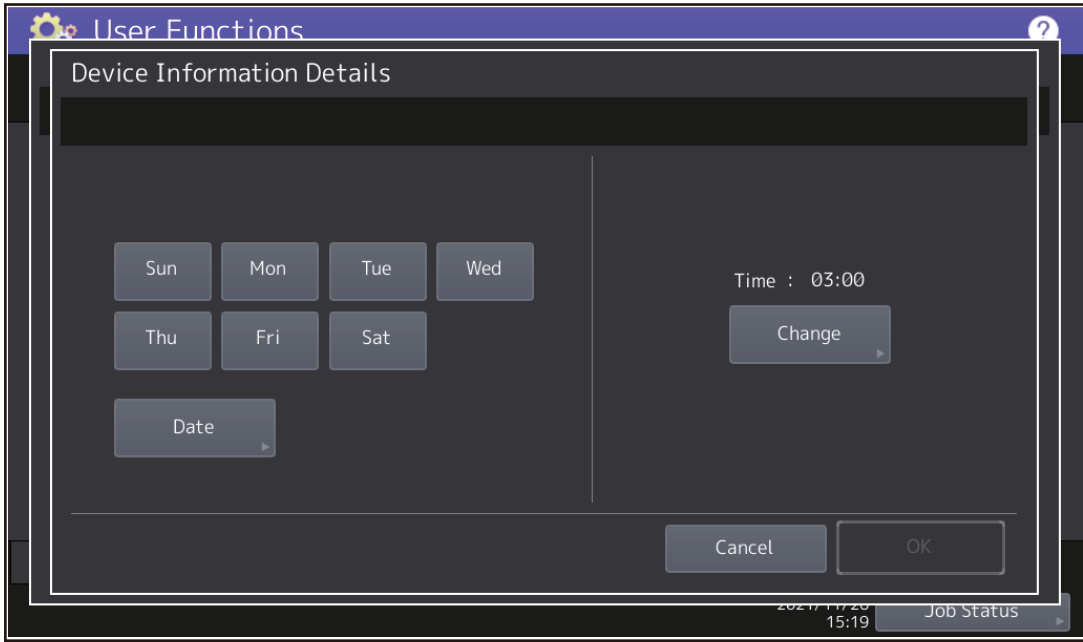 User Functions
?
Device Information Details
Sun Mon Tue Wed
Thu Fri Sat
Date
Time : 03:00
Change
Cancel OK
15:19
Job Status